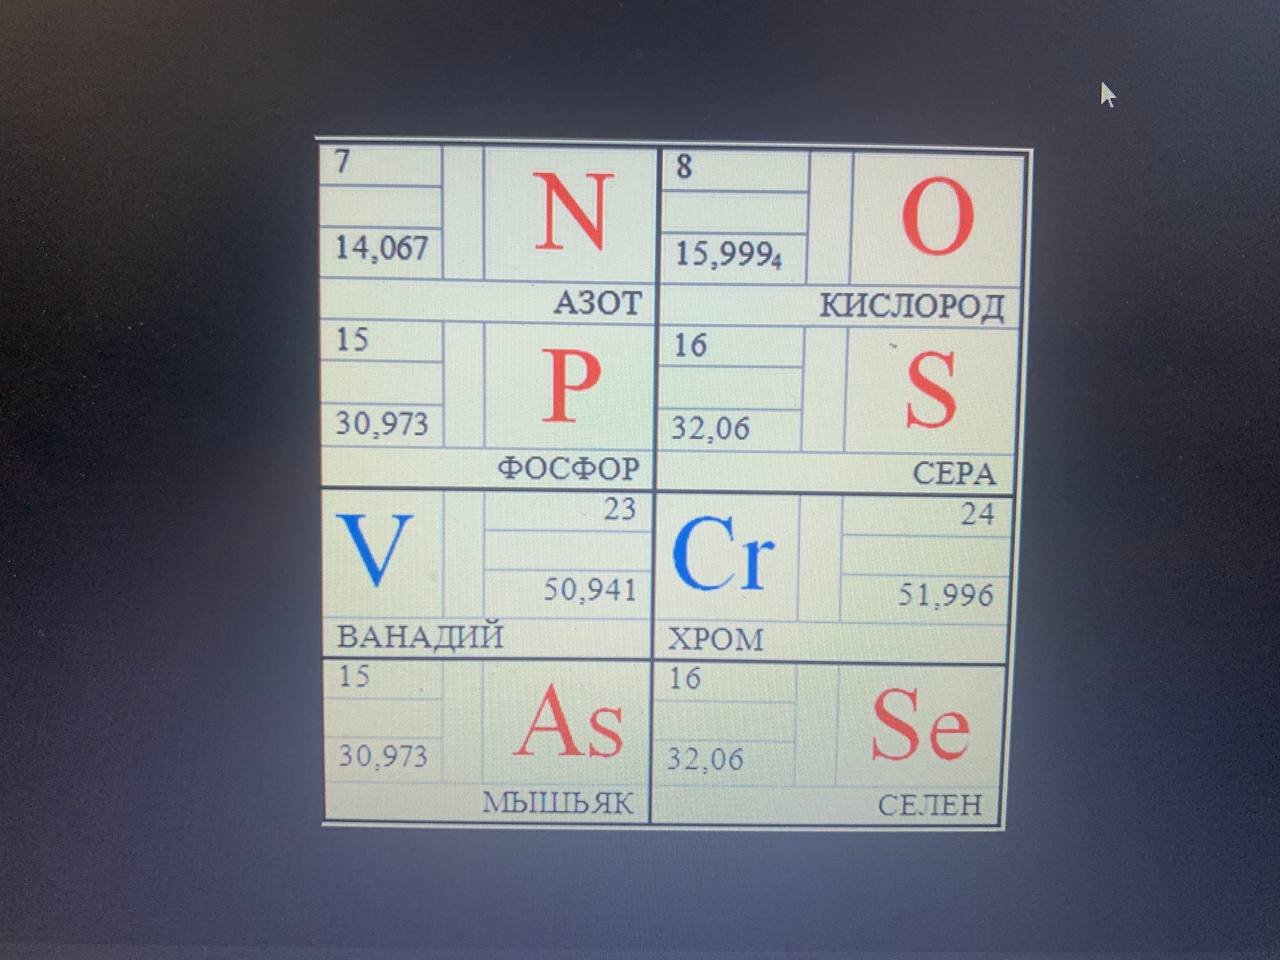 7
N
14,067
АЗОТ
8
O
15,999₄
КИСЛОРОД
15
P
30,973
ФОСФОР
16
S
32,06
СЕРА
V
23
50,941
ВАНАДИЙ
Cr
24
51,996
ХРОМ
15
As
30,973
МЫШЬЯК
16
Se
32,06
СЕЛЕН